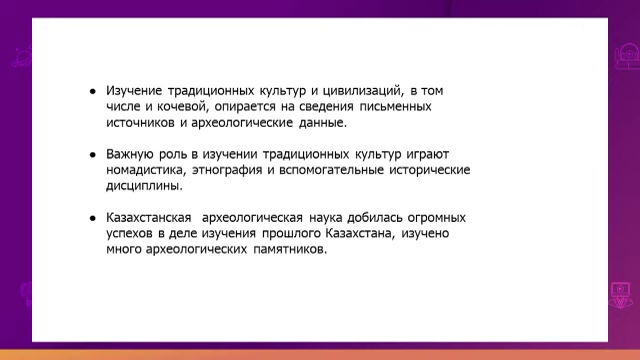 ● Изучение традиционных культур и цивилизаций, в том
числе и кочевой, опирается на сведения письменных
источников и археологические данные.
● Важную роль в изучении традиционных культур играют
номадистика, этнография и вспомогательные исторические
дисциплины.
● Казахстанская археологическая наука добилась огромных
успехов в деле изучения прошлого Казахстана, изучено
много археологических памятников.